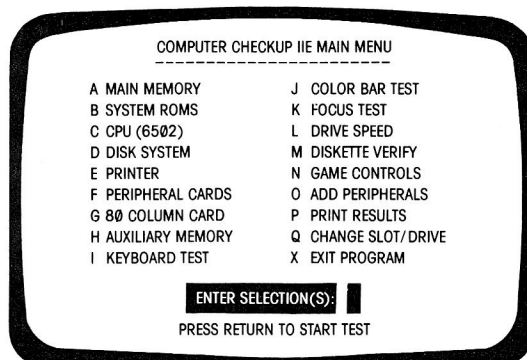 COMPUTER CHECKUP IIE MAIN MENU
A MAIN MEMORY
B SYSTEM ROMS
C CPU (6502)
D DISK SYSTEM
E PRINTER
F PERIPHERAL CARDS
G 80 COLUMN CARD
H AUXILIARY MEMORY
I KEYBOARD TEST
J COLOR BAR TEST
K FOCUS TEST
L DRIVE SPEED
M DISKETTE VERIFY
N GAME CONTROLS
O ADD PERIPHERALS
P PRINT RESULTS
Q CHANGE SLOT/DRIVE
X EXIT PROGRAM
ENTER SELECTION(S):
PRESS RETURN TO START TEST